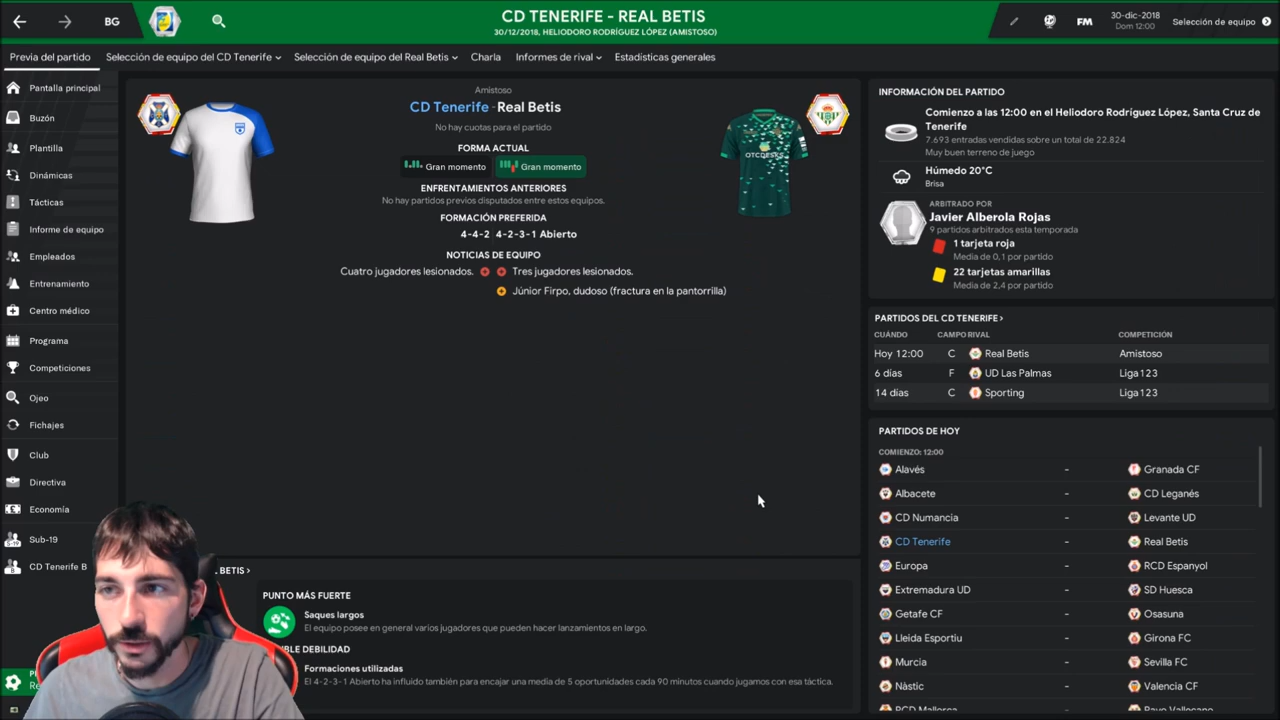 BG
CD TENERIFE - REAL BETIS
30/12/2018, HELIODORO RODRÍGUEZ LÓPEZ (AMISTOSO)
FM
30-dic-2018
Dom 12:00
Selección de equipo
Previa del partido
Selección de equipo del CD Tenerife
Selección de equipo del Real Betis
Charla
Informes de rival
Estadísticas generales
Pantalla principal
Buzón
Plantilla
Dinámicas
Tácticas
Informe de equipo
Empleados
Entrenamiento
Centro médico
Programa
Competiciones
Ojeo
Fichajes
Club
Directiva
Economía
Sub-19
CD Tenerife B
Amistoso
CD Tenerife - Real Betis
No hay cuotas para el partido
FORMA ACTUAL
Gran momento
Gran momento
ENFRENTAMIENTOS ANTERIORES
No hay partidos previos disputados entre estos equipos.
FORMACIÓN PREFERIDA
4-4-2 4-2-3-1 Abierto
NOTICIAS DE EQUIPO
Cuatro jugadores lesionados.
Tres jugadores lesionados.
Júnior Firpo, dudoso (fractura en la pantorrilla)
BETIS >
PUNTO MÁS FUERTE
Saques largos
El equipo posee en general varios jugadores que pueden hacer lanzamientos en largo.
DEBILIDAD
Formaciones utilizadas
El 4-2-3-1 Abierto ha influido también para encajar una media de 5 oportunidades cada 90 minutos cuando jugamos con esa táctica.
INFORMACIÓN DEL PARTIDO
Comienzo a las 12:00 en el Heliodoro Rodríguez López, Santa Cruz de
Tenerife
7.693 entradas vendidas sobre un total de 22.824
Muy buen terreno de juego
Húmedo 20°C
Brisa
ARBITRADO POR
Javier Alberola Rojas
9 partidos arbitrados esta temporada
1 tarjeta roja
Media de 0,1 por partido
22 tarjetas amarillas
Media de 2,4 por partido
PARTIDOS DEL CD TENERIFE >
CUÁNDO CAMPO RIVAL COMPETICIÓN
Hoy 12:00 C Real Betis Amistoso
6 días F UD Las Palmas Liga123
14 días C Sporting Liga123
PARTIDOS DE HOY
COMIENZO: 12:00
Alavés - Granada CF
Albacete - CD Leganés
CD Numancia - Levante UD
CD Tenerife - Real Betis
Europa - RCD Espanyol
Extremadura UD - SD Huesca
Getafe CF - Osasuna
Lleida Esportiu - Girona FC
Murcia - Sevilla FC
Nàstic - Valencia CF
RCD Mallorca - Rayo Vallecano